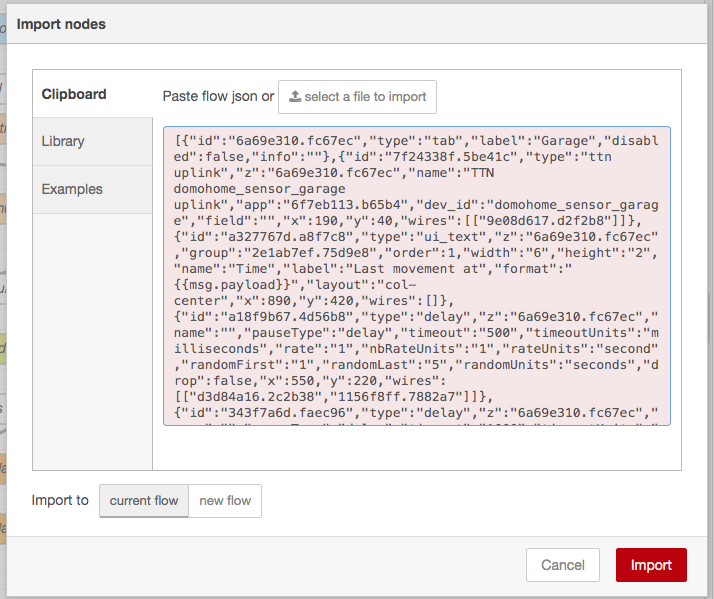 Import nodes
Clipboard
Library
Examples
Paste flow json or select a file to import
[{"id":"6a69e310.fc67ec","type":"tab","label":"Garage","disabl
ed":false,"info":""},{"id":"7f24338f.5be41c","type":"ttn
uplink","z":"6a69e310.fc67ec","name":"TTN
domohome_sensor_garage
uplink","app":"6f7eb113.b65b4","dev_id":"domohome_sensor_garag
e","field":"","x":190,"y":40,"wires":[["9e08d617.d2f2b8"]]},
{"id":"a327767d.a8f7c8","type":"ui_text","z":"6a69e310.fc67ec"
,"group":"2e1ab7ef.75d9e8","order":1,"width":"6","height":"2",
"name":"Time","label":"Last movement at","format":"
{{msg.payload}}","layout":"col-
center","x":890,"y":420,"wires":[]},
{"id":"a18f9b67.4d56b8","type":"delay","z":"6a69e310.fc67ec","
name":"","pauseType":"delay","timeout":"500","timeoutUnits":"m
illiseconds","rate":"1","nbRateUnits":"1","rateUnits":"second"
,"randomFirst":"1","randomLast":"5","randomUnits":"seconds","d
rop":false,"x":550,"y":220,"wires":
[["d3d84a16.2c2b38","1156f8ff.7882a7"]]},
{"id":"343f7a6d.faec96","type":"delay","z":"6a69e310.fc67ec","
Import to current flow new flow
Cancel Import